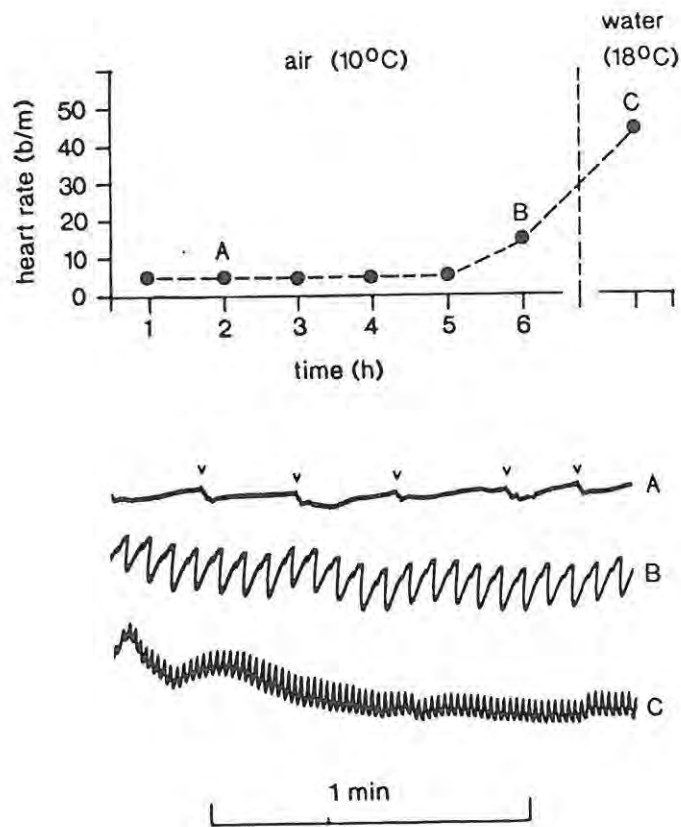 water
air (10°C)
(18°C)
heart rate (b/m)
50
40
30
20
10
0
A
B
C
1 2 3 4 5 6
time (h)
v v v v v
A
B
C
1 min